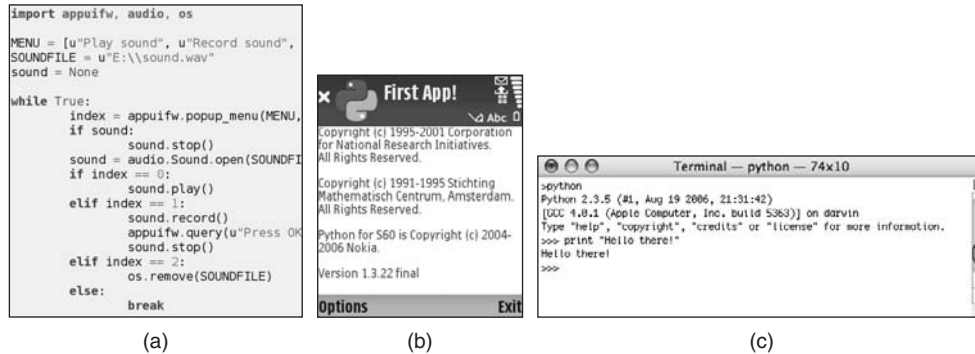 import appuifw, audio, os
MENU = [u"Play sound", u"Record sound",
SOUNDFILE = u"E:\\sound.wav"
sound = None
while True:
index = appuifw.popup_menu(MENU,
if sound:
sound.stop()
sound = audio.Sound.open(SOUNDFI
if index == 0:
sound.play()
elif index == 1:
sound.record()
appuifw.query(u"Press OK
sound.stop()
elif index == 2:
os.remove(SOUNDFILE)
else:
break
(a)
First App!
Abc
Copyright (c) 1995-2001 Corporation
for National Research Initiatives.
All Rights Reserved.
Copyright (c) 1991-1995 Stichting
Mathematisch Centrum, Amsterdam.
All Rights Reserved.
Python for S60 is Copyright (c) 2004-
2006 Nokia.
Version 1.3.22 final
Options Exit
(b)
Terminal — python — 74x10
>python
Python 2.3.5 (#1, Aug 19 2006, 21:31:42)
[GCC 4.0.1 (Apple Computer, Inc. build 5363)] on darwin
Type "help", "copyright", "credits" or "license" for more information.
>>> print "Hello there!"
Hello there!
>>>
(c)